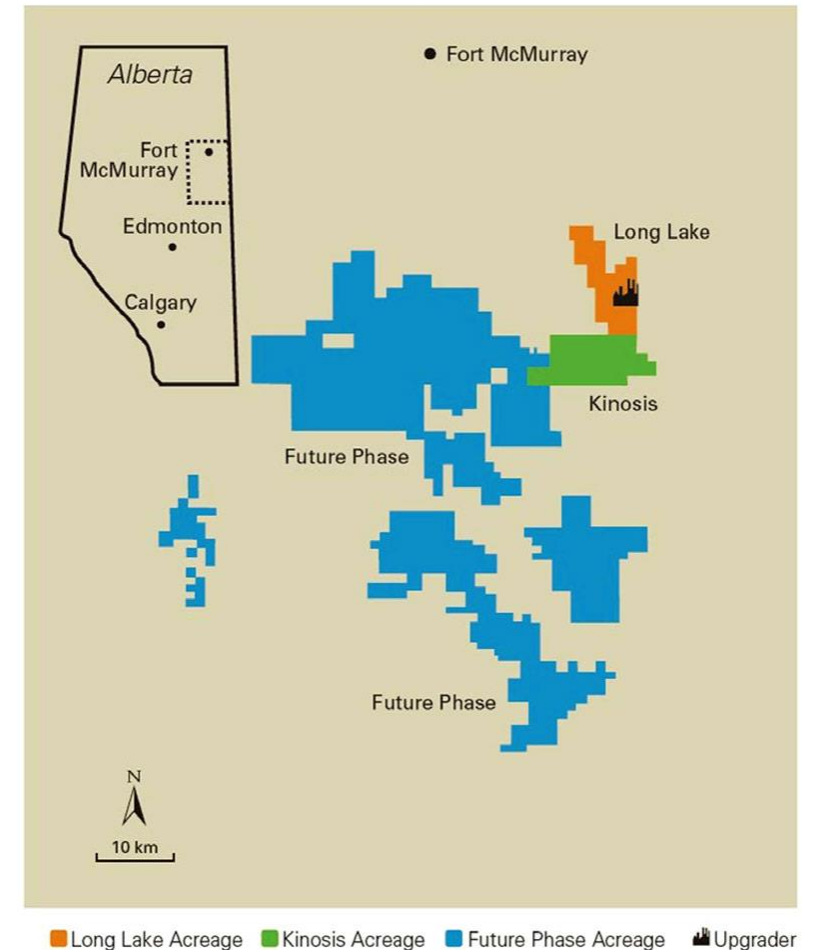 Alberta
Fort McMurray
Fort
McMurray
Edmonton
Long Lake
Calgary
Kinosis
Future Phase
Future Phase
N
10 km
Long Lake Acreage
Kinosis Acreage
Future Phase Acreage
Upgrader